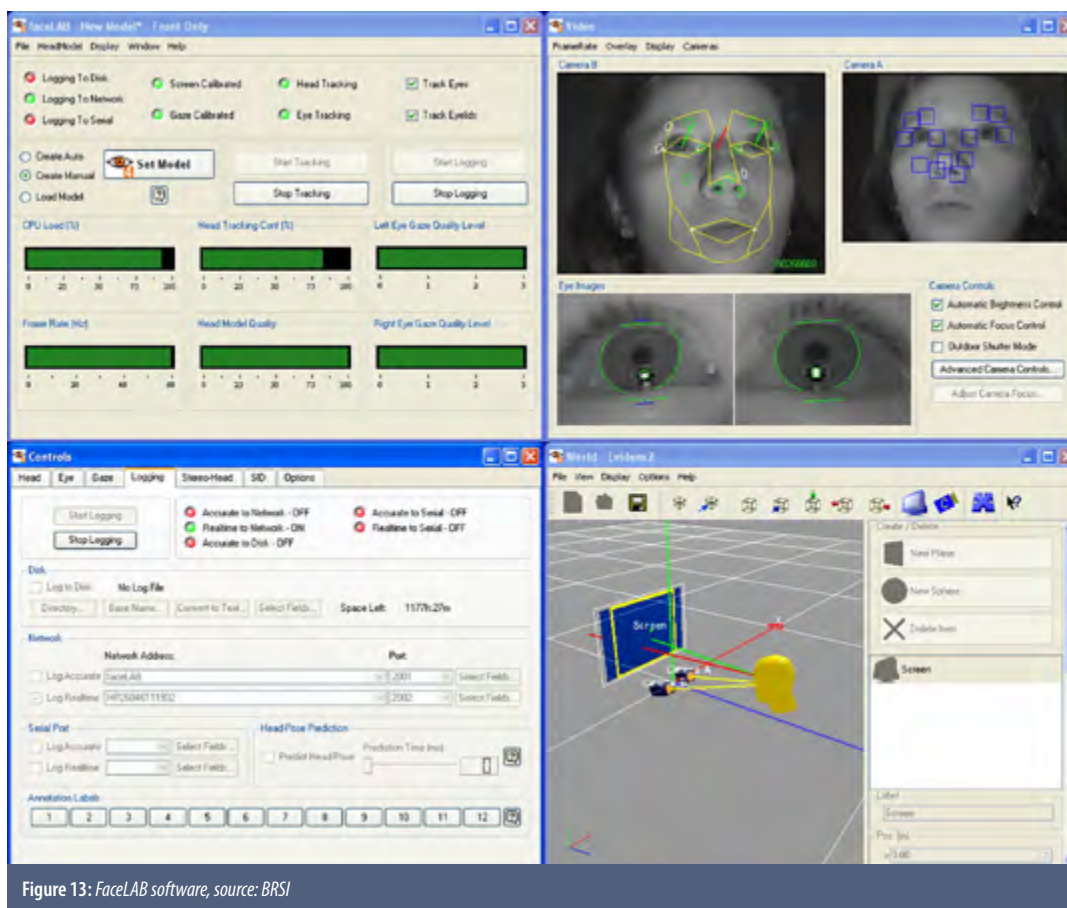 faceLAB - New Model* - Front Only
File HeadModel Display Window Help
Logging To Disk
Logging To Network
Logging To Serial
Screen Calibrated
Gaze Calibrated
Head Tracking
Eye Tracking
Track Eyes
Track Eyelids
Create Auto
Create Manual
Load Model
Set Model
Start Tracking
Stop Tracking
Start Logging
Stop Logging
CPU Load (%)
Head Tracking Conf (%)
Left Eye Gaze Quality Level
Frame Rate (Hz)
Head Model Quality
Right Eye Gaze Quality Level
Video
FrameRate Overlay Display Cameras
Camera B
Camera A
Eye Images
Camera Controls
Automatic Brightness Control
Automatic Focus Control
Outdoor Shutter Mode
Advanced Camera Controls...
Adjust Camera Focus...
Controls
Head Eye Gaze Logging Stereo-Head SID Options
Start Logging
Stop Logging
Accurate to Network - OFF
Realtime to Network - ON
Accurate to Disk - OFF
Accurate to Serial - OFF
Realtime to Serial - OFF
Disk
Log to Disk No Log File
Directory... Base Name... Convert to Text... Select Fields... Space Left: 1177h:27m
Network
Network Address: Port:
Log Accurate faceLAB 2001 Select Fields...
Log Realtime 2002 Select Fields...
Serial Port
Log Accurate Select Fields...
Log Realtime Select Fields...
Head-Pose Prediction
Predict Head Pose
Prediction Time (ms)
Annotation Labels
1 2 3 4 5 6 7 8 9 10 11 12
World
File View Display Options Help
Create / Delete
New Plane
New Sphere
Delete Item
Screen
Screen
Label
Screen
Pos (m)
Figure 13: FaceLAB software, source: BRSI